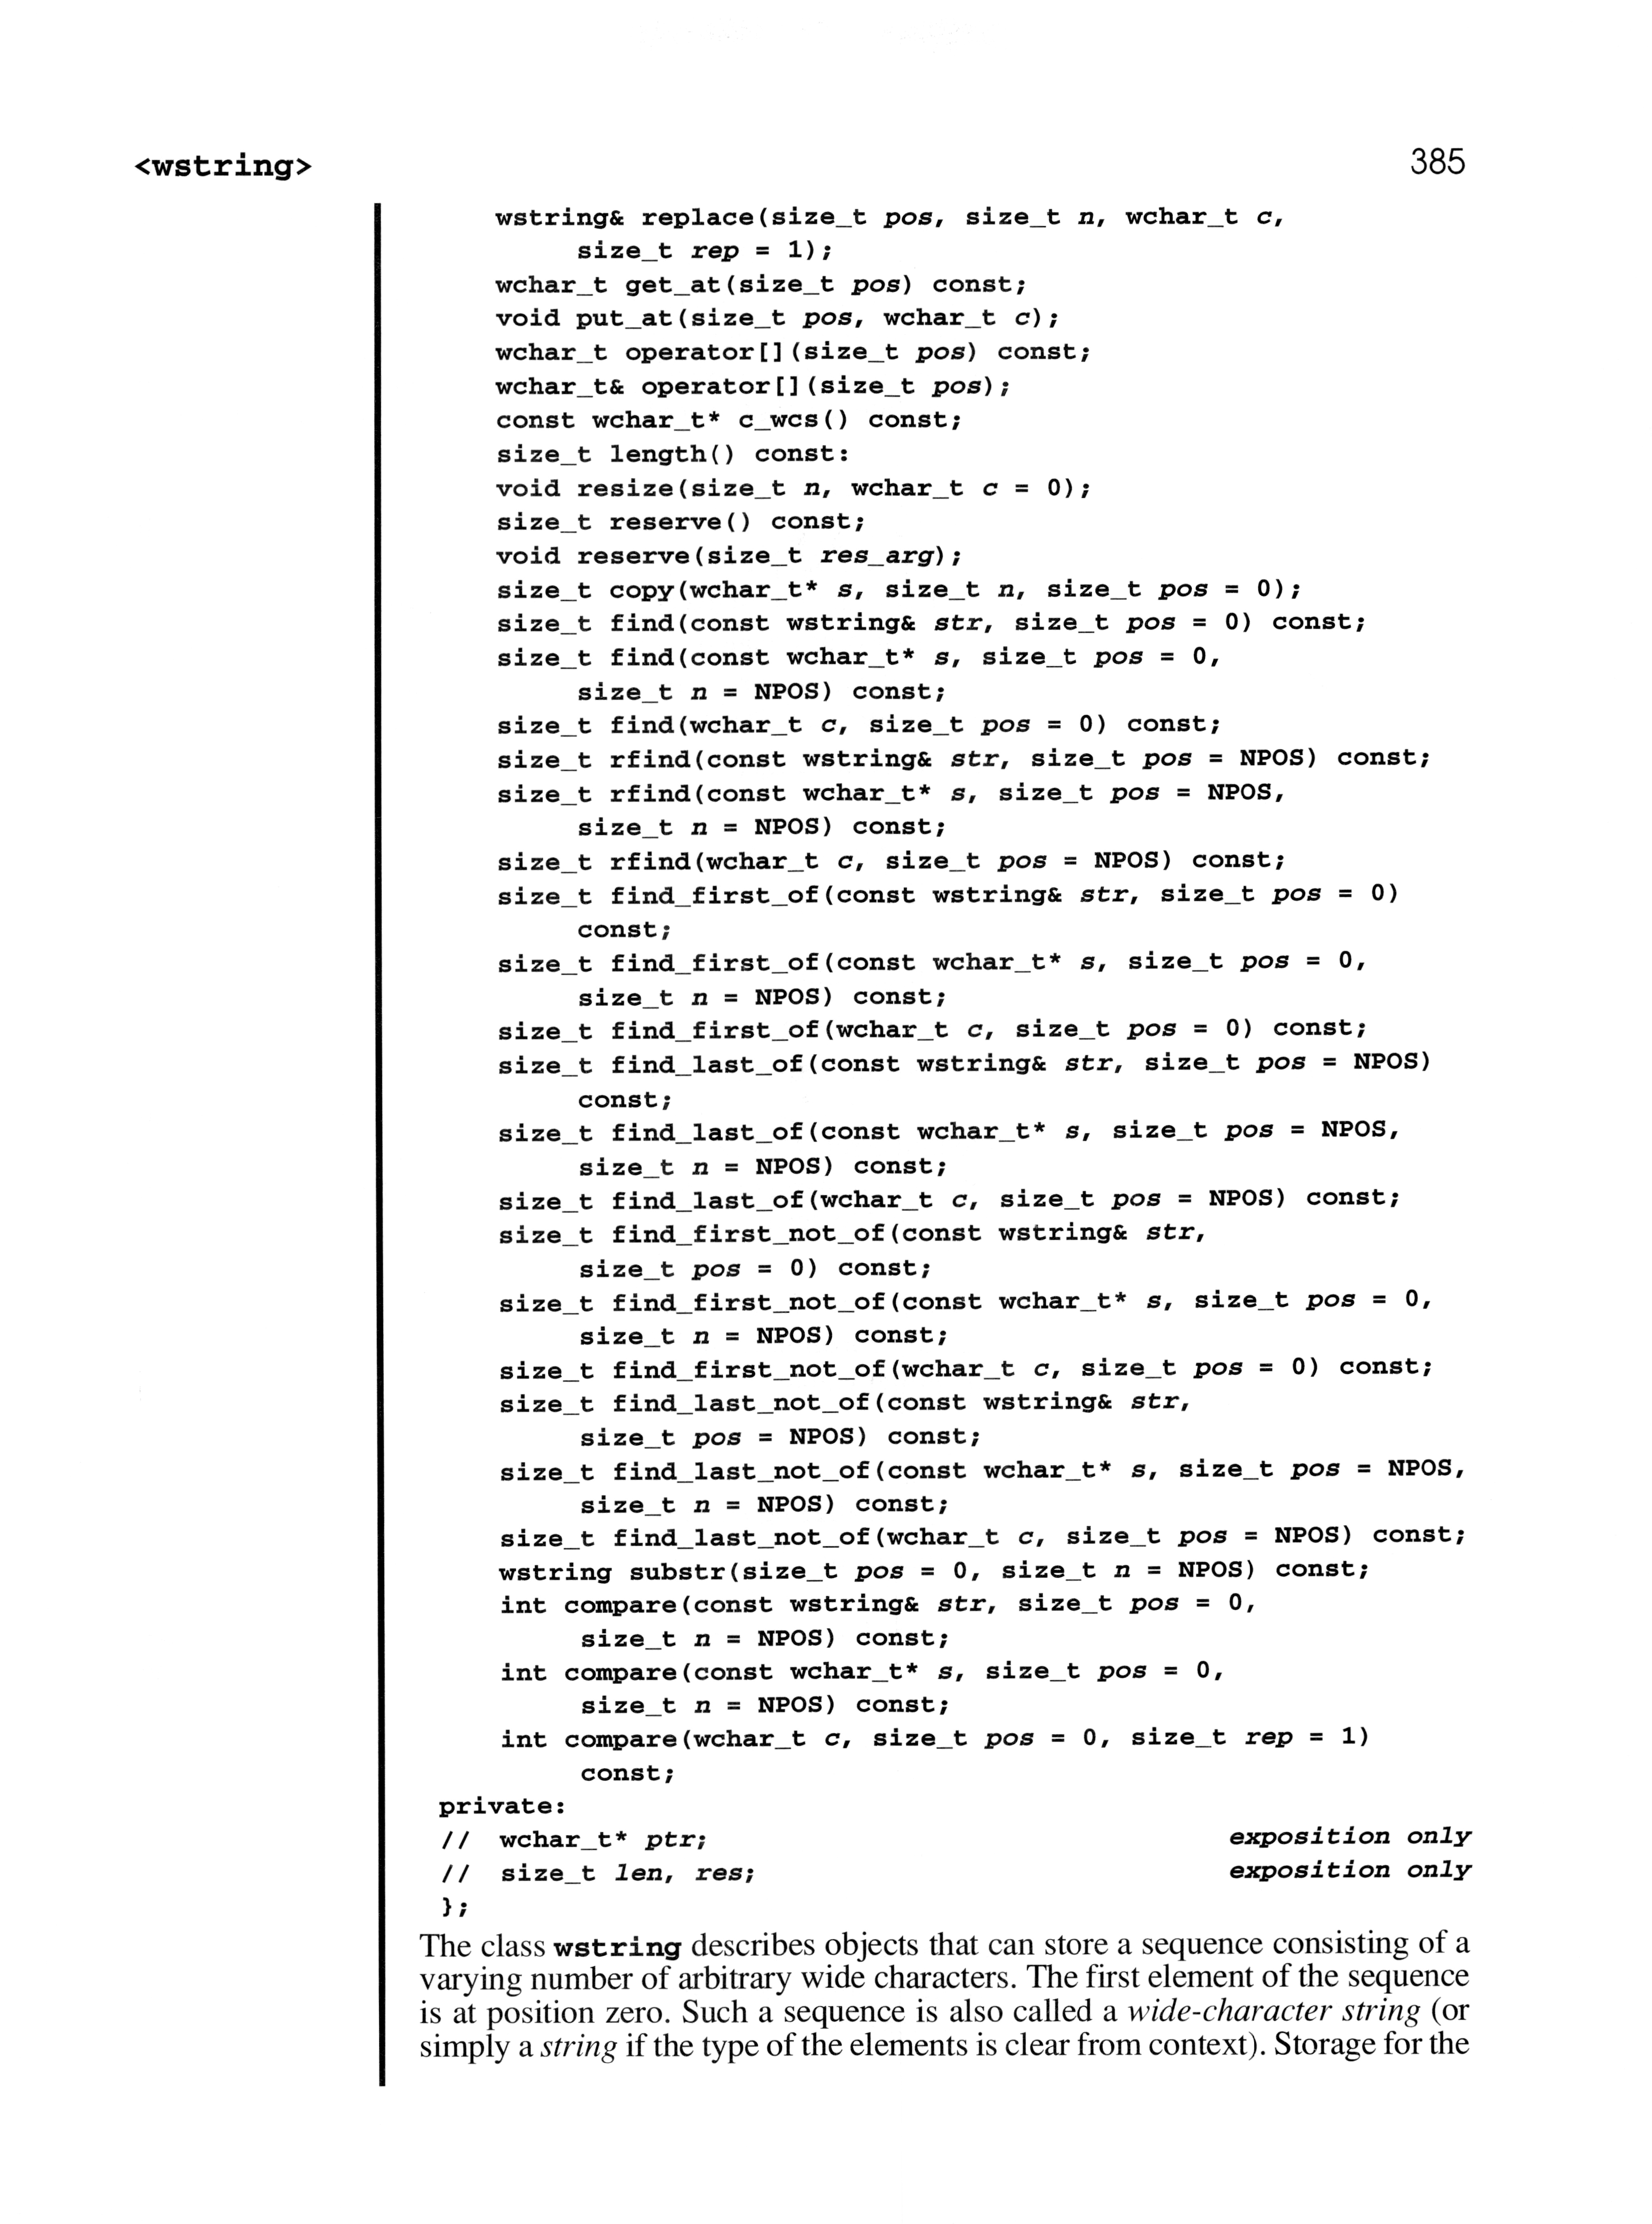 <wstring> 385
wstring& replace(size_t pos, size_t n, wchar_t c,
size_t rep = 1);
wchar_t get_at(size_t pos) const;
void put_at(size_t pos, wchar_t c);
wchar_t operator[](size_t pos) const;
wchar_t& operator[](size_t pos);
const wchar_t* c_wcs() const;
size_t length() const:
void resize(size_t n, wchar_t c = 0);
size_t reserve() const;
void reserve(size_t res_arg);
size_t copy(wchar_t* s, size_t n, size_t pos = 0);
size_t find(const wstring& str, size_t pos = 0) const;
size_t find(const wchar_t* s, size_t pos = 0,
size_t n = NPOS) const;
size_t find(wchar_t c, size_t pos = 0) const;
size_t rfind(const wstring& str, size_t pos = NPOS) const;
size_t rfind(const wchar_t* s, size_t pos = NPOS,
size_t n = NPOS) const;
size_t rfind(wchar_t c, size_t pos = NPOS) const;
size_t find_first_of(const wstring& str, size_t pos = 0)
const;
size_t find_first_of(const wchar_t* s, size_t pos = 0,
size_t n = NPOS) const;
size_t find_first_of(wchar_t c, size_t pos = 0) const;
size_t find_last_of(const wstring& str, size_t pos = NPOS)
const;
size_t find_last_of(const wchar_t* s, size_t pos = NPOS,
size_t n = NPOS) const;
size_t find_last_of(wchar_t c, size_t pos = NPOS) const;
size_t find_first_not_of(const wstring& str,
size_t pos = 0) const;
size_t find_first_not_of(const wchar_t* s, size_t pos = 0,
size_t n = NPOS) const;
size_t find_first_not_of(wchar_t c, size_t pos = 0) const;
size_t find_last_not_of(const wstring& str,
size_t pos = NPOS) const;
size_t find_last_not_of(const wchar_t* s, size_t pos = NPOS,
size_t n = NPOS) const;
size_t find_last_not_of(wchar_t c, size_t pos = NPOS) const;
wstring substr(size_t pos = 0, size_t n = NPOS) const;
int compare(const wstring& str, size_t pos = 0,
size_t n = NPOS) const;
int compare(const wchar_t* s, size_t pos = 0,
size_t n = NPOS) const;
int compare(wchar_t c, size_t pos = 0, size_t rep = 1)
const;
private:
// wchar_t* ptr; exposition only
// size_t len, res; exposition only
};
The class wstring describes objects that can store a sequence consisting of a
varying number of arbitrary wide characters. The first element of the sequence
is at position zero. Such a sequence is also called a wide-character string (or
simply a string if the type of the elements is clear from context). Storage for the